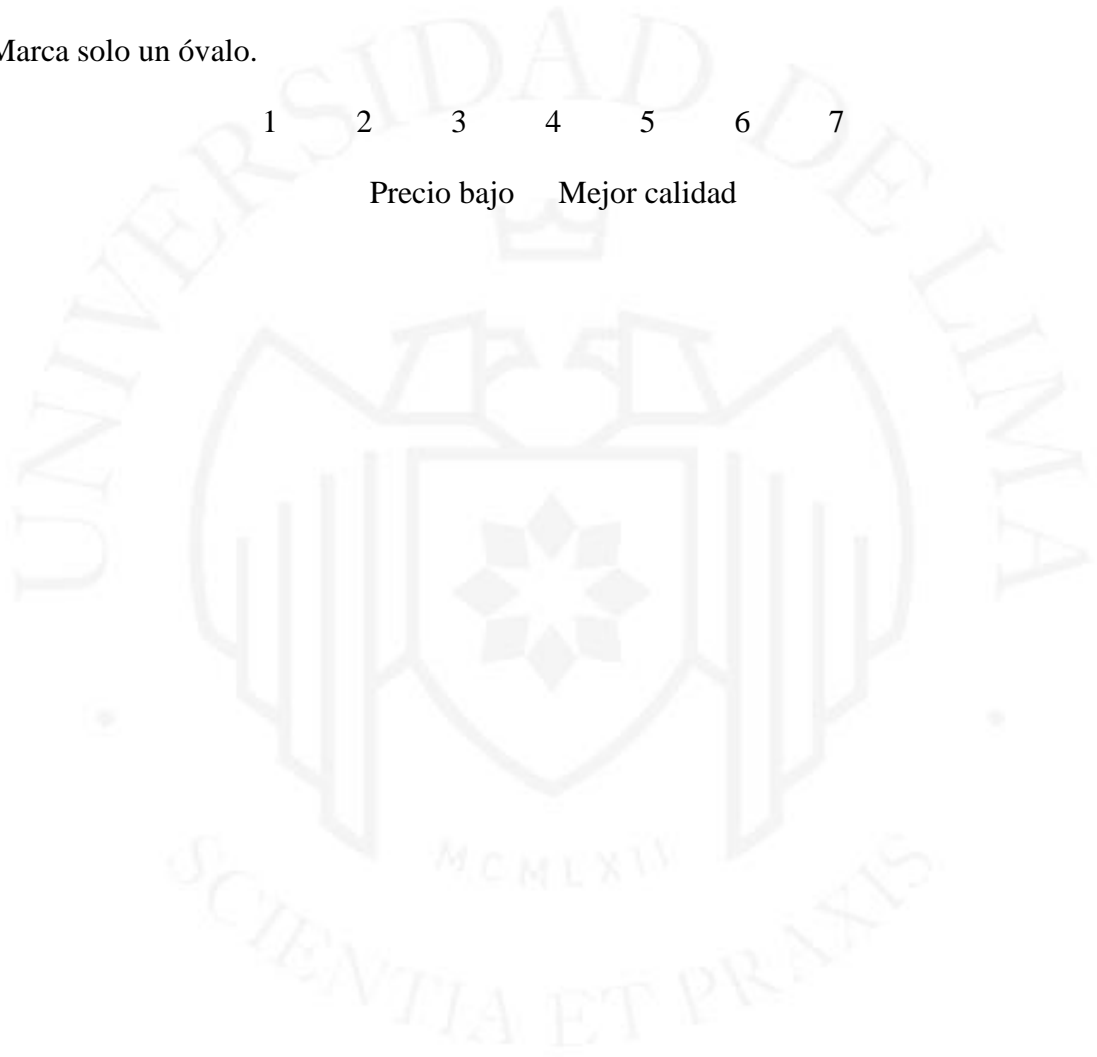 Marca solo un óvalo.
1 2 3 4 5 6 7
Precio bajo Mejor calidad
UNIVERSIDAD DE LIMA
MCMLXII
SCIENTIA ET PRAXIS